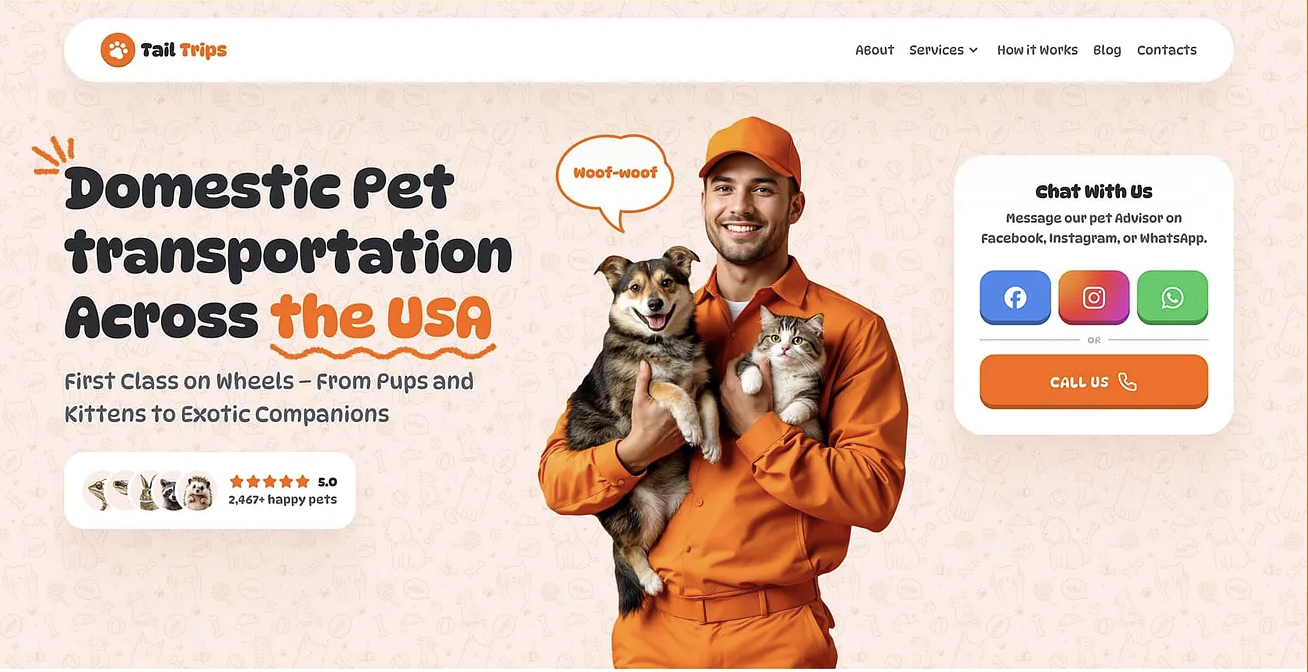 Tail Trips
About
Services
How it Works
Blog
Contacts
Domestic Pet
transportation
Across the USA
First Class on Wheels – From Pups and
Kittens to Exotic Companions
5.0
2,467+ happy pets
Woof-woof
Chat With Us
Message our pet Advisor on
Facebook, Instagram, or WhatsApp.
OR
CALL US